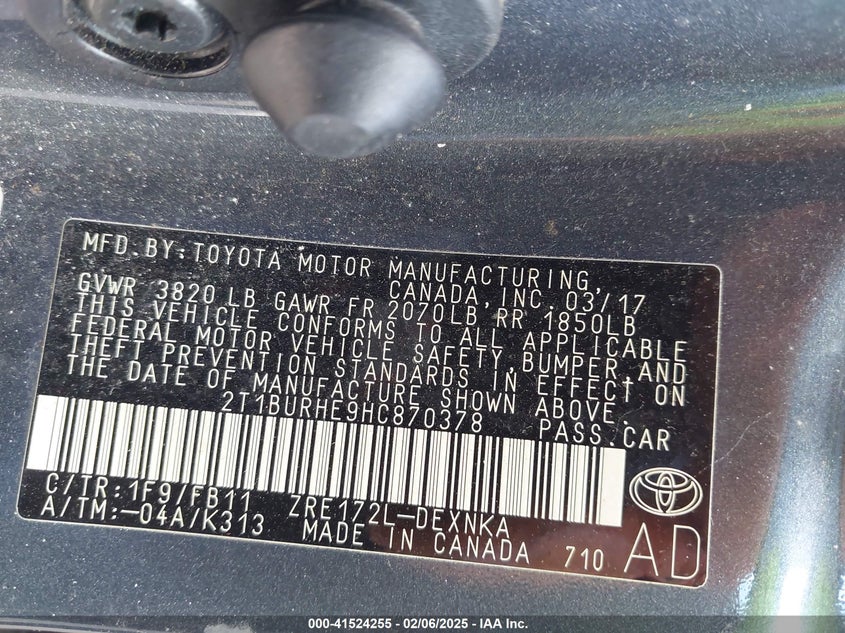 MFD. BY: TOYOTA MOTOR MANUFACTURING,
CANADA, INC. 03/17
GVWR 3820 LB GAWR FR 2070LB RR 1850LB
THIS VEHICLE CONFORMS TO ALL APPLICABLE
FEDERAL MOTOR VEHICLE SAFETY, BUMPER, AND
THEFT PREVENTION STANDARDS IN EFFECT ON
THE DATE OF MANUFACTURE SHOWN ABOVE.
2T1BURHE9HC870378 PASS. CAR
C/TR: 1F9/FB11 ZRE172L-DEXNKA
A/TM: -04A/K313 MADE IN CANADA 710 AD
000-41524255 - 02/06/2025 - IAA Inc.